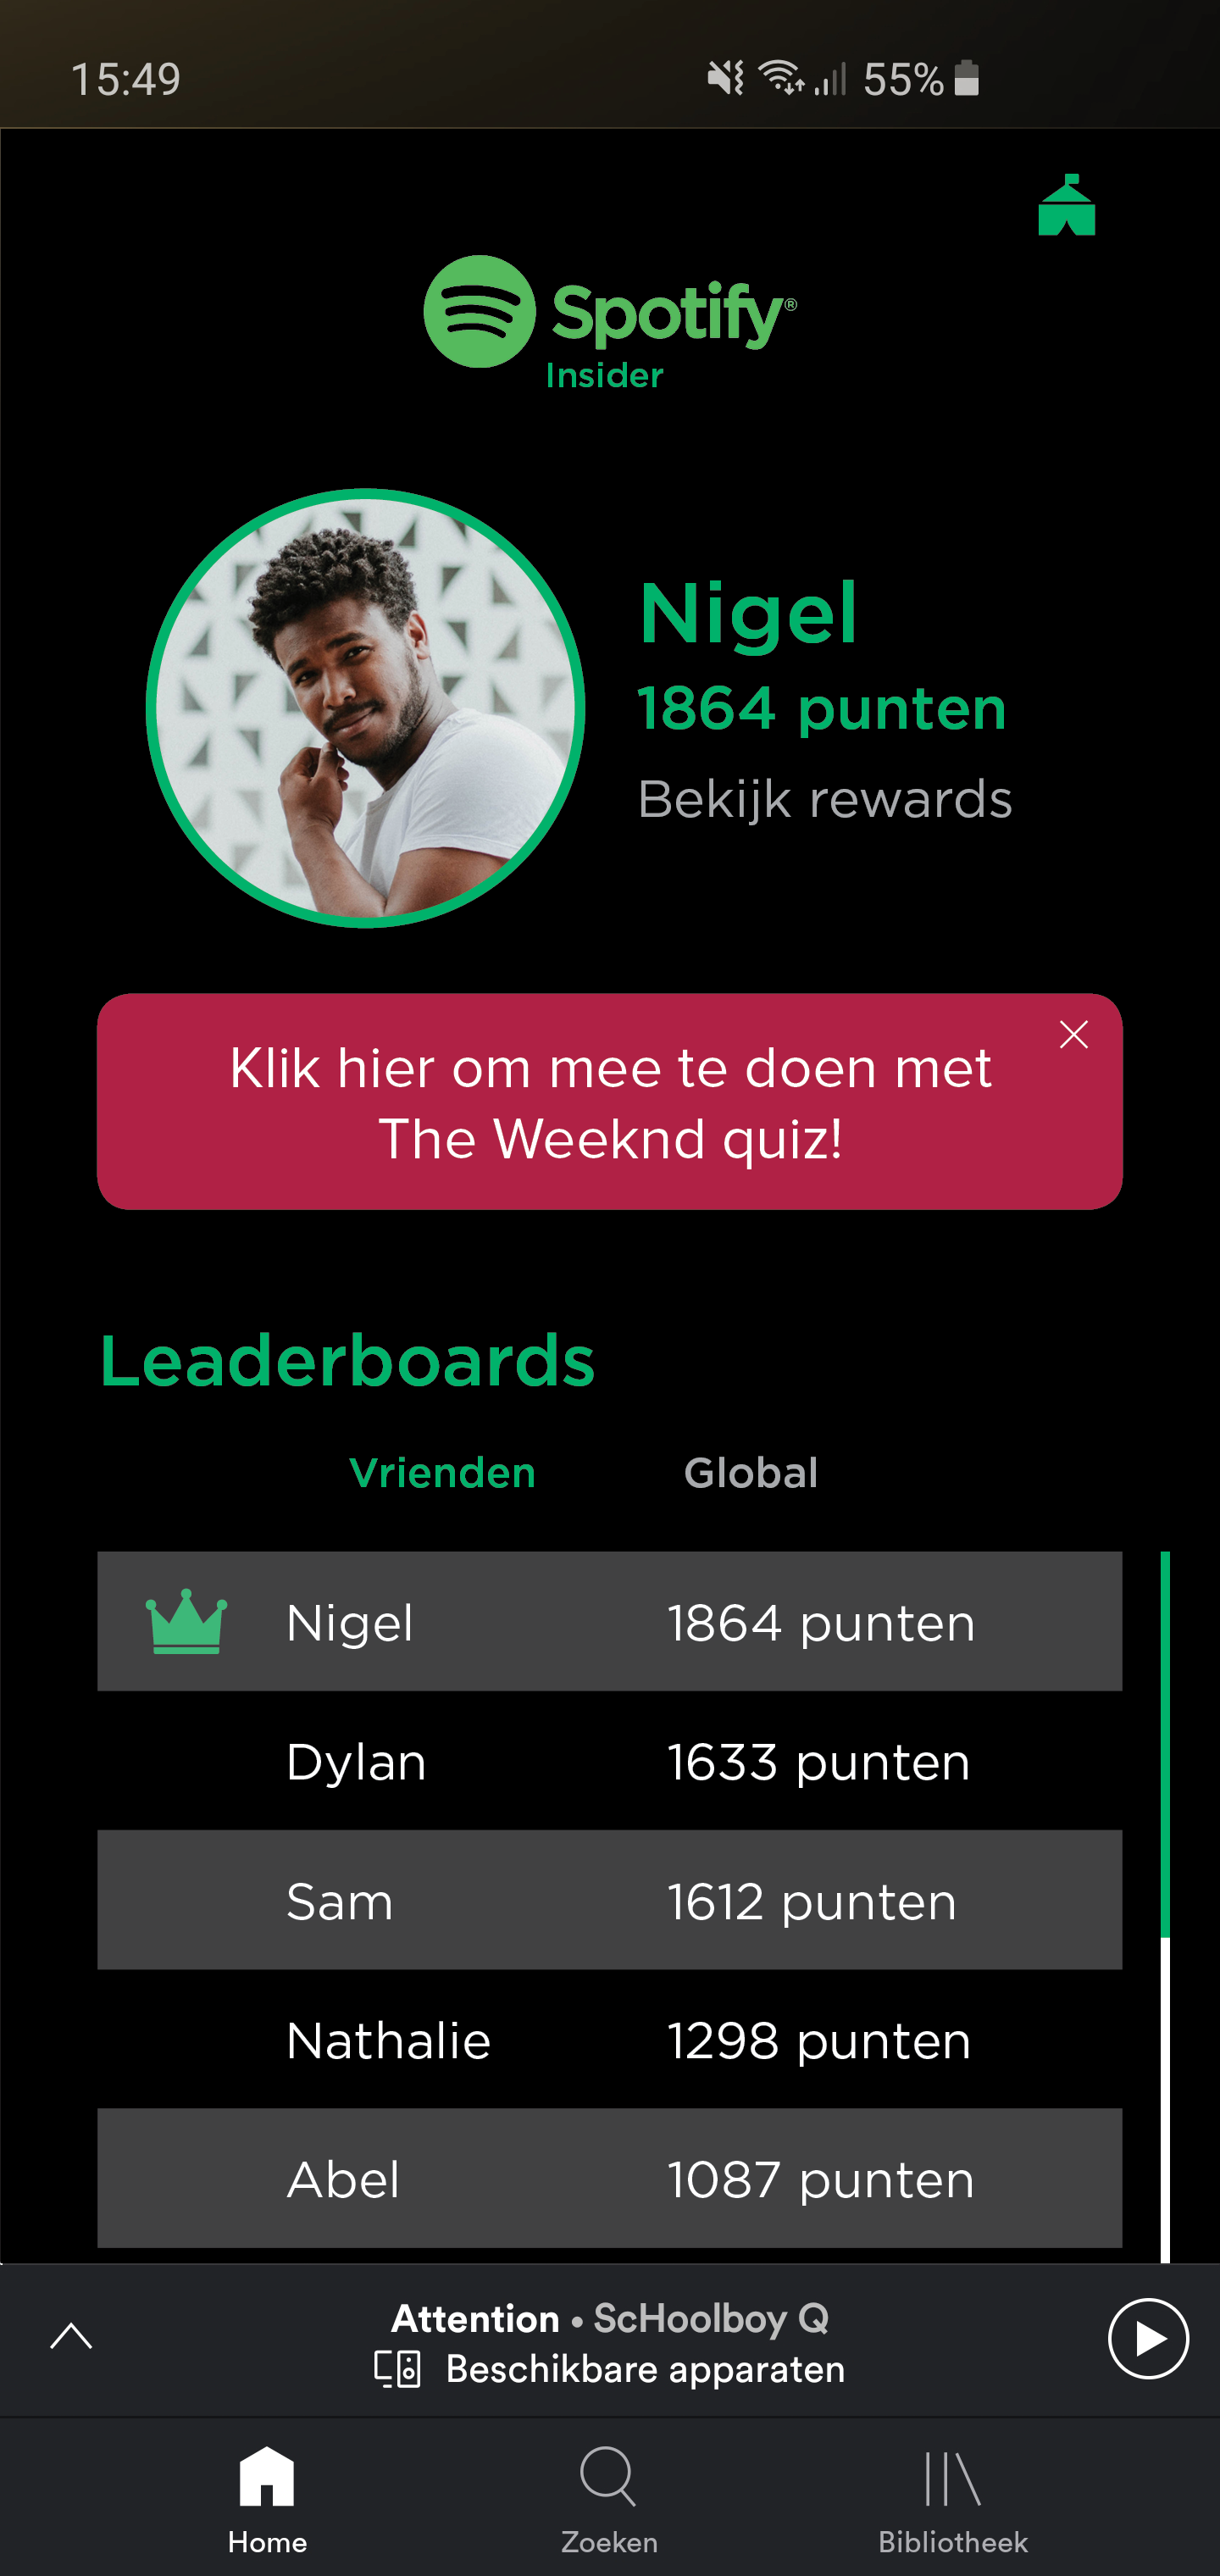 15:49
55%
Spotify®
Insider
Nigel
1864 punten
Bekijk rewards
Klik hier om mee te doen met
The Weeknd quiz!
Leaderboards
Vrienden Global
Nigel 1864 punten
Dylan 1633 punten
Sam 1612 punten
Nathalie 1298 punten
Abel 1087 punten
Attention • ScHoolboy Q
Beschikbare apparaten
Home Zoeken Bibliotheek